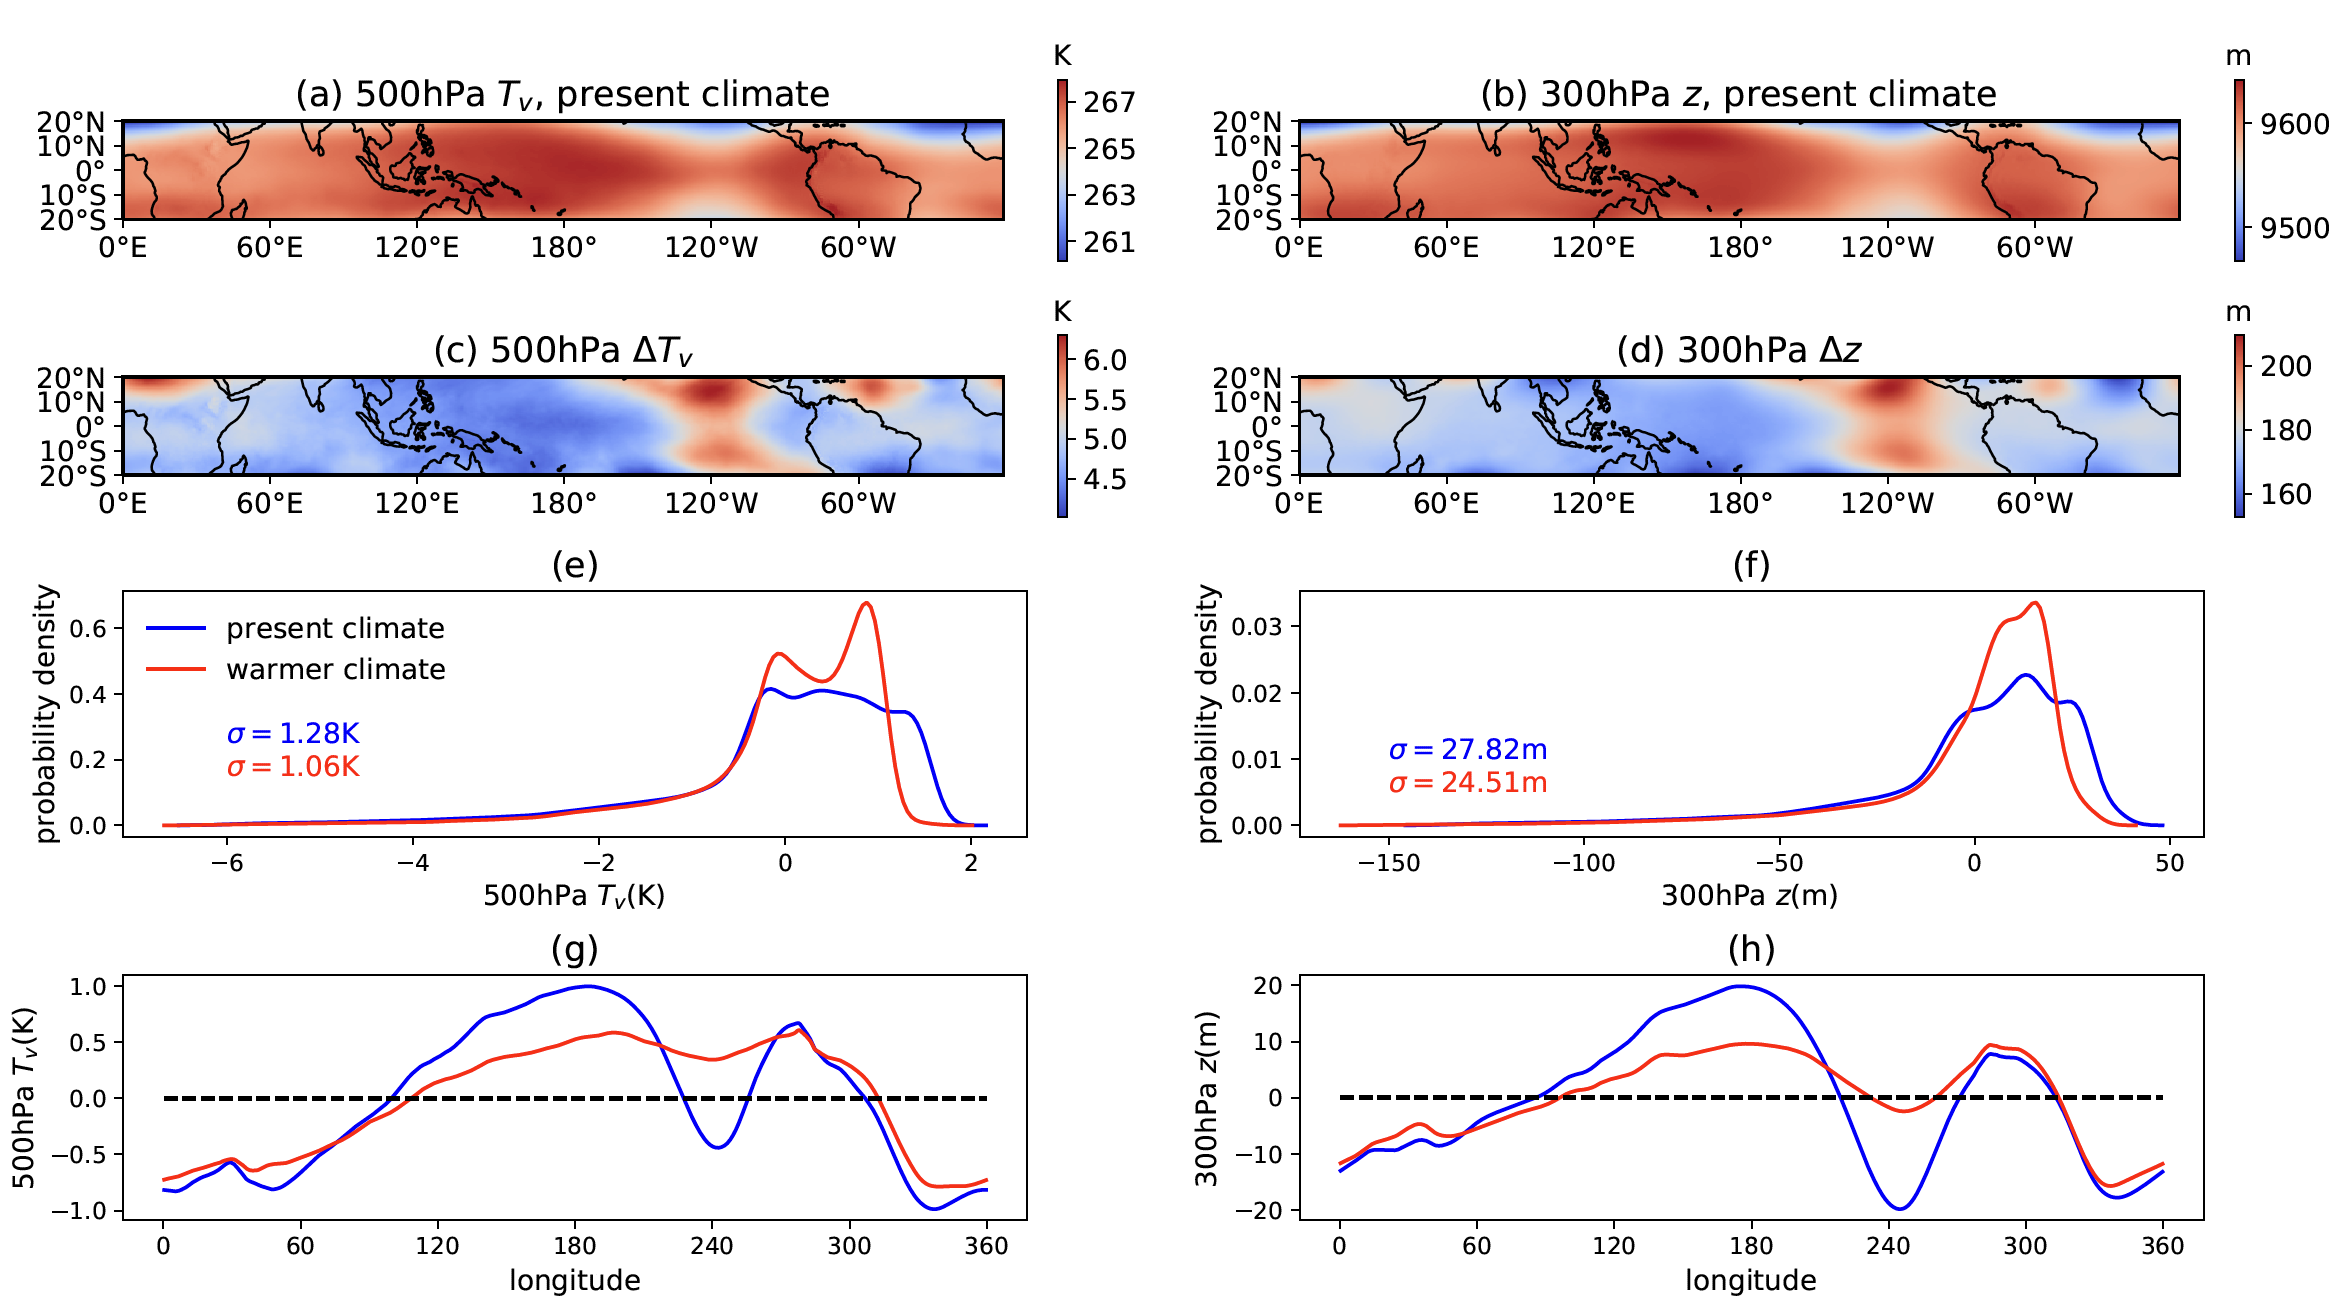 (a) 500hPa Tv, present climate
K
20°N
10°N
0°
10°S
20°S
0°E
60°E
120°E
180°
120°W
60°W
267
265
263
261
(b) 300hPa z, present climate
m
20°N
10°N
0°
10°S
20°S
0°E
60°E
120°E
180°
120°W
60°W
9600
9500
(c) 500hPa ΔTv
K
20°N
10°N
0°
10°S
20°S
0°E
60°E
120°E
180°
120°W
60°W
6.0
5.5
5.0
4.5
(d) 300hPa Δz
m
20°N
10°N
0°
10°S
20°S
0°E
60°E
120°E
180°
120°W
60°W
200
180
160
(e)
probability density
0.6
0.4
0.2
0.0
present climate
warmer climate
σ = 1.28K
σ = 1.06K
−6
−4
−2
0
2
500hPa Tv(K)
(f)
probability density
0.03
0.02
0.01
0.00
σ = 27.82m
σ = 24.51m
−150
−100
−50
0
50
300hPa z(m)
(g)
500hPa Tv(K)
1.0
0.5
0.0
−0.5
−1.0
0
60
120
180
240
300
360
longitude
(h)
300hPa z(m)
20
10
0
−10
−20
0
60
120
180
240
300
360
longitude